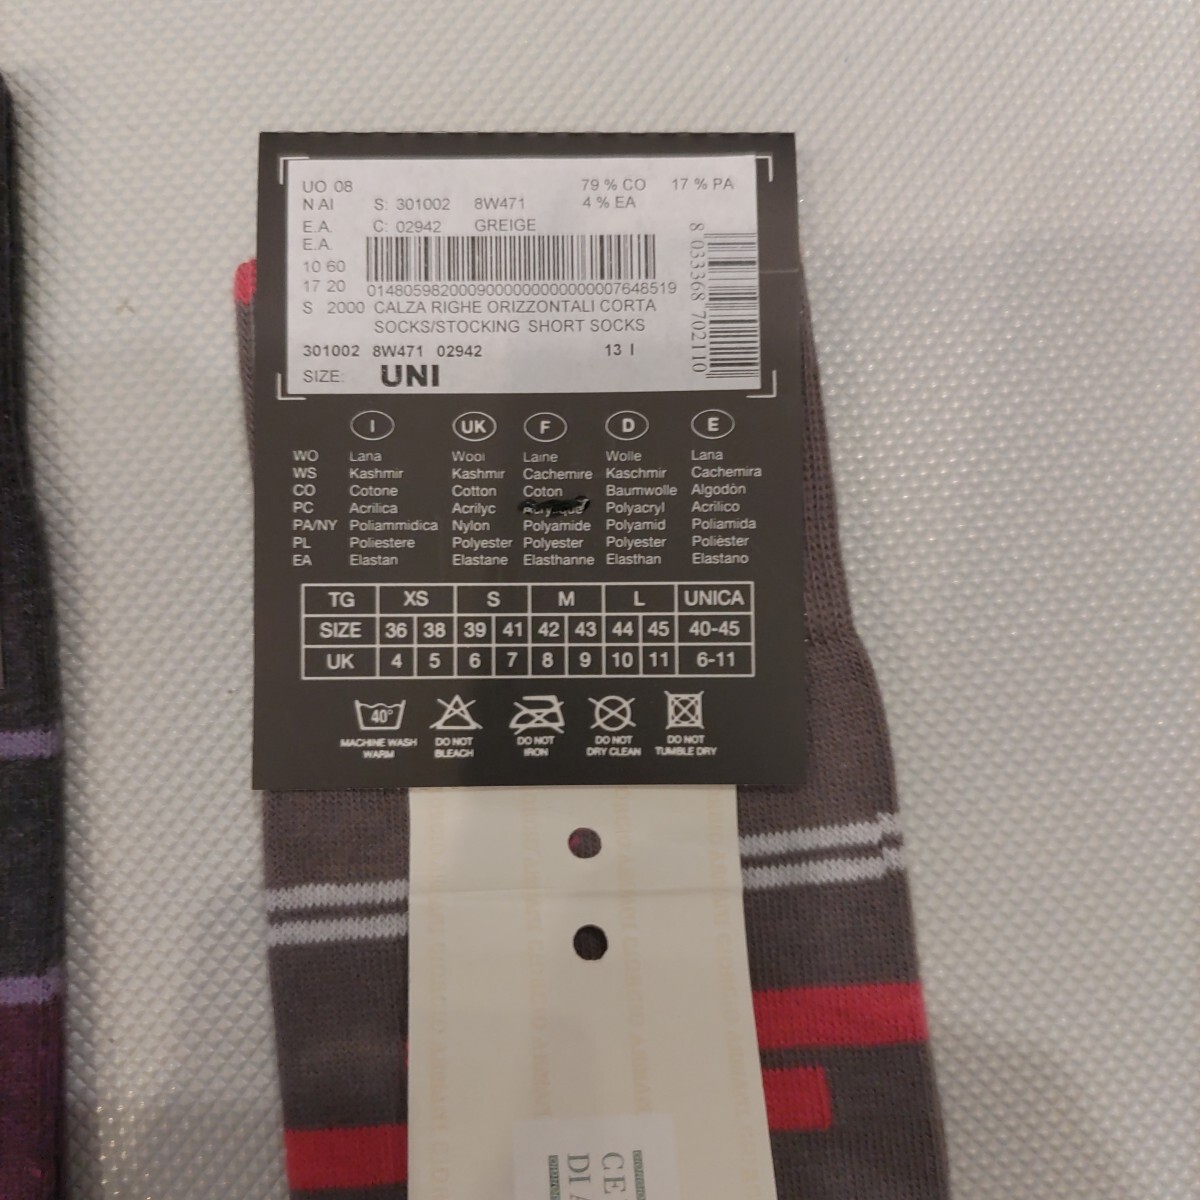 UO 08 79 % CO 17 % PA
N AI S: 301002 8W471 4 % EA
E.A. C: 02942 GREIGE
E.A.
10 60
17 20 014805982000900000000000007648519
S 2000 CALZA RIGHE ORIZZONTALI CORTA
SOCKS/STOCKING SHORT SOCKS
301002 8W471 02942 13 I
SIZE: UNI
8 033368 702110
I UK F D E
WO Lana Wool Laine Wolle Lana
WS Kashmir Kashmir Cachemire Kaschmir Cachemira
CO Cotone Cotton Coton Baumwolle Algodòn
PC Acrilica Acrilyc Polyacryl Acrilico
PA/NY Poliammidica Nylon Polyamide Polyamid Poliamida
PL Poliestere Polyester Polyester Polyester Polièster
EA Elastan Elastane Elasthanne Elasthan Elastano
TG XS S M L UNICA
SIZE 36 38 39 41 42 43 44 45 40-45
UK 4 5 6 7 8 9 10 11 6-11
40°
MACHINE WASH WARM
DO NOT BLEACH
DO NOT IRON
DO NOT DRY CLEAN
DO NOT TUMBLE DRY
CE
DIA